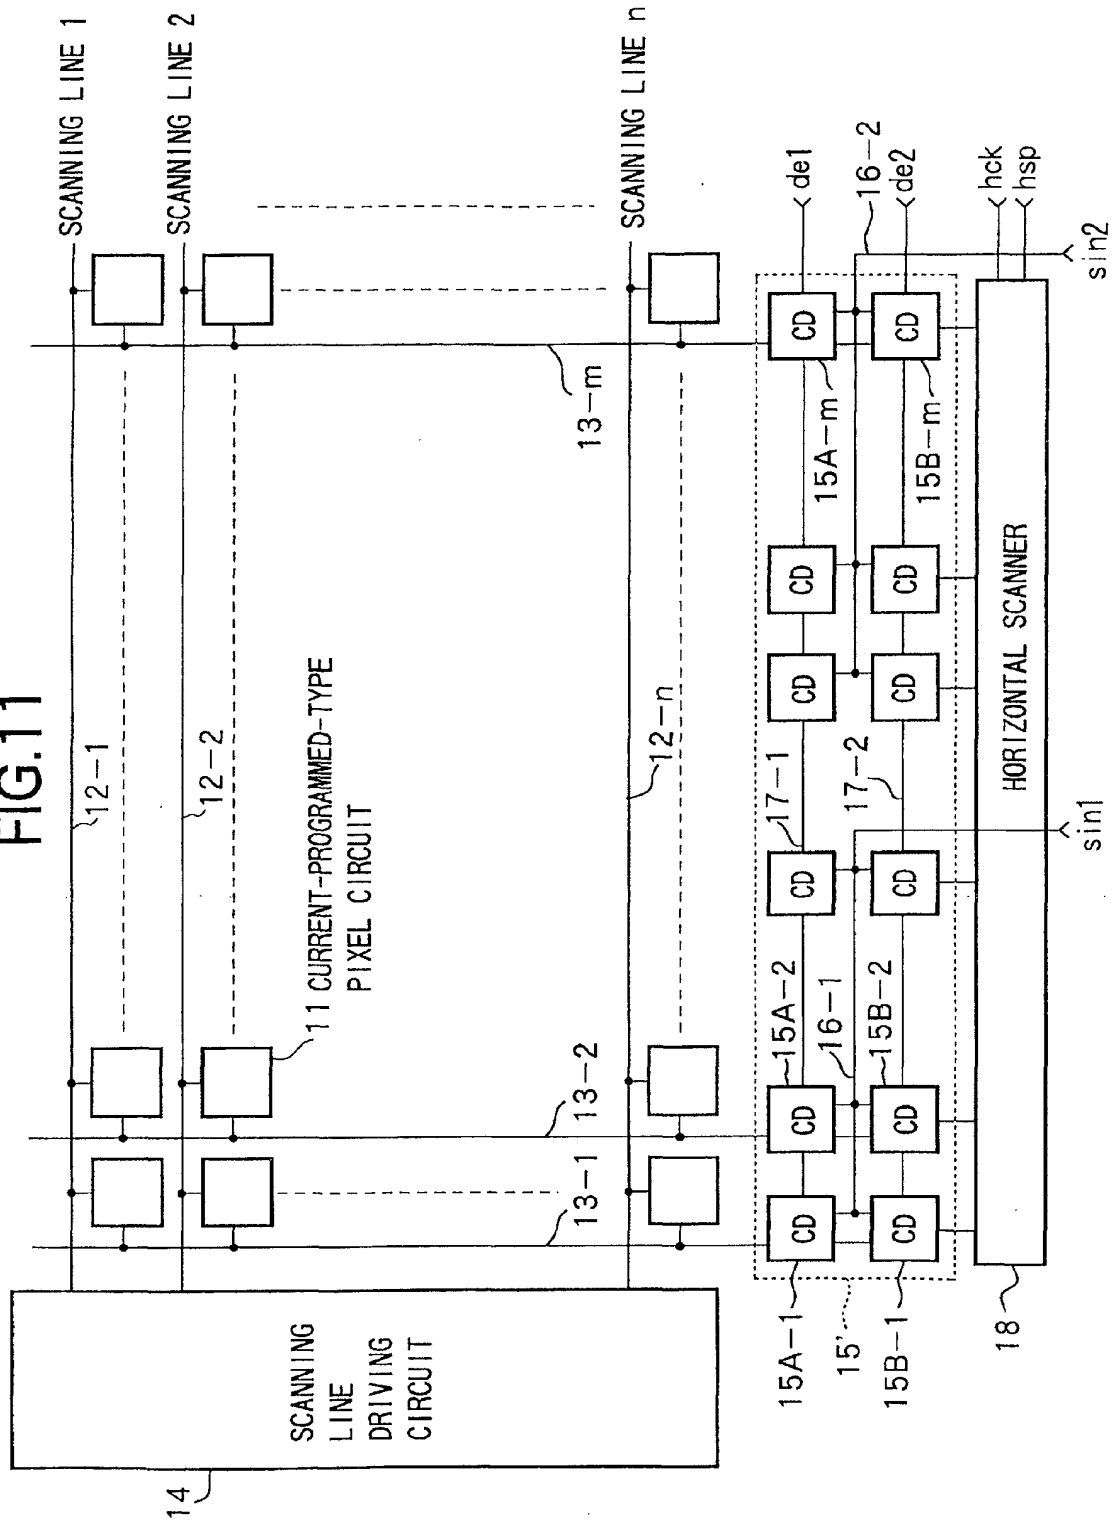 FIG.11
SCANNING LINE 1
SCANNING LINE 2
SCANNING LINE n
12-1
12-2
12-n
11 CURRENT-PROGRAMMED-TYPE
PIXEL CIRCUIT
13-1
13-2
13-m
14
SCANNING
LINE
DRIVING
CIRCUIT
15A-1
15'
15B-1
15A-2
16-1
15B-2
17-1
17-2
15A-m
15B-m
16-2
CD
CD
CD
CD
CD
CD
CD
CD
CD
CD
CD
CD
de1
de2
hck
hsp
sin1
sin2
18
HORIZONTAL SCANNER